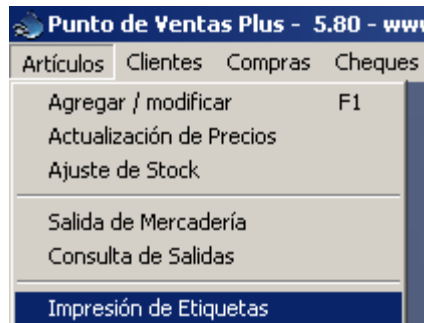 Punto de Ventas Plus - 5.80 - www
Artículos Clientes Compras Cheques
Agregar / modificar F1
Actualización de Precios
Ajuste de Stock
Salida de Mercadería
Consulta de Salidas
Impresión de Etiquetas